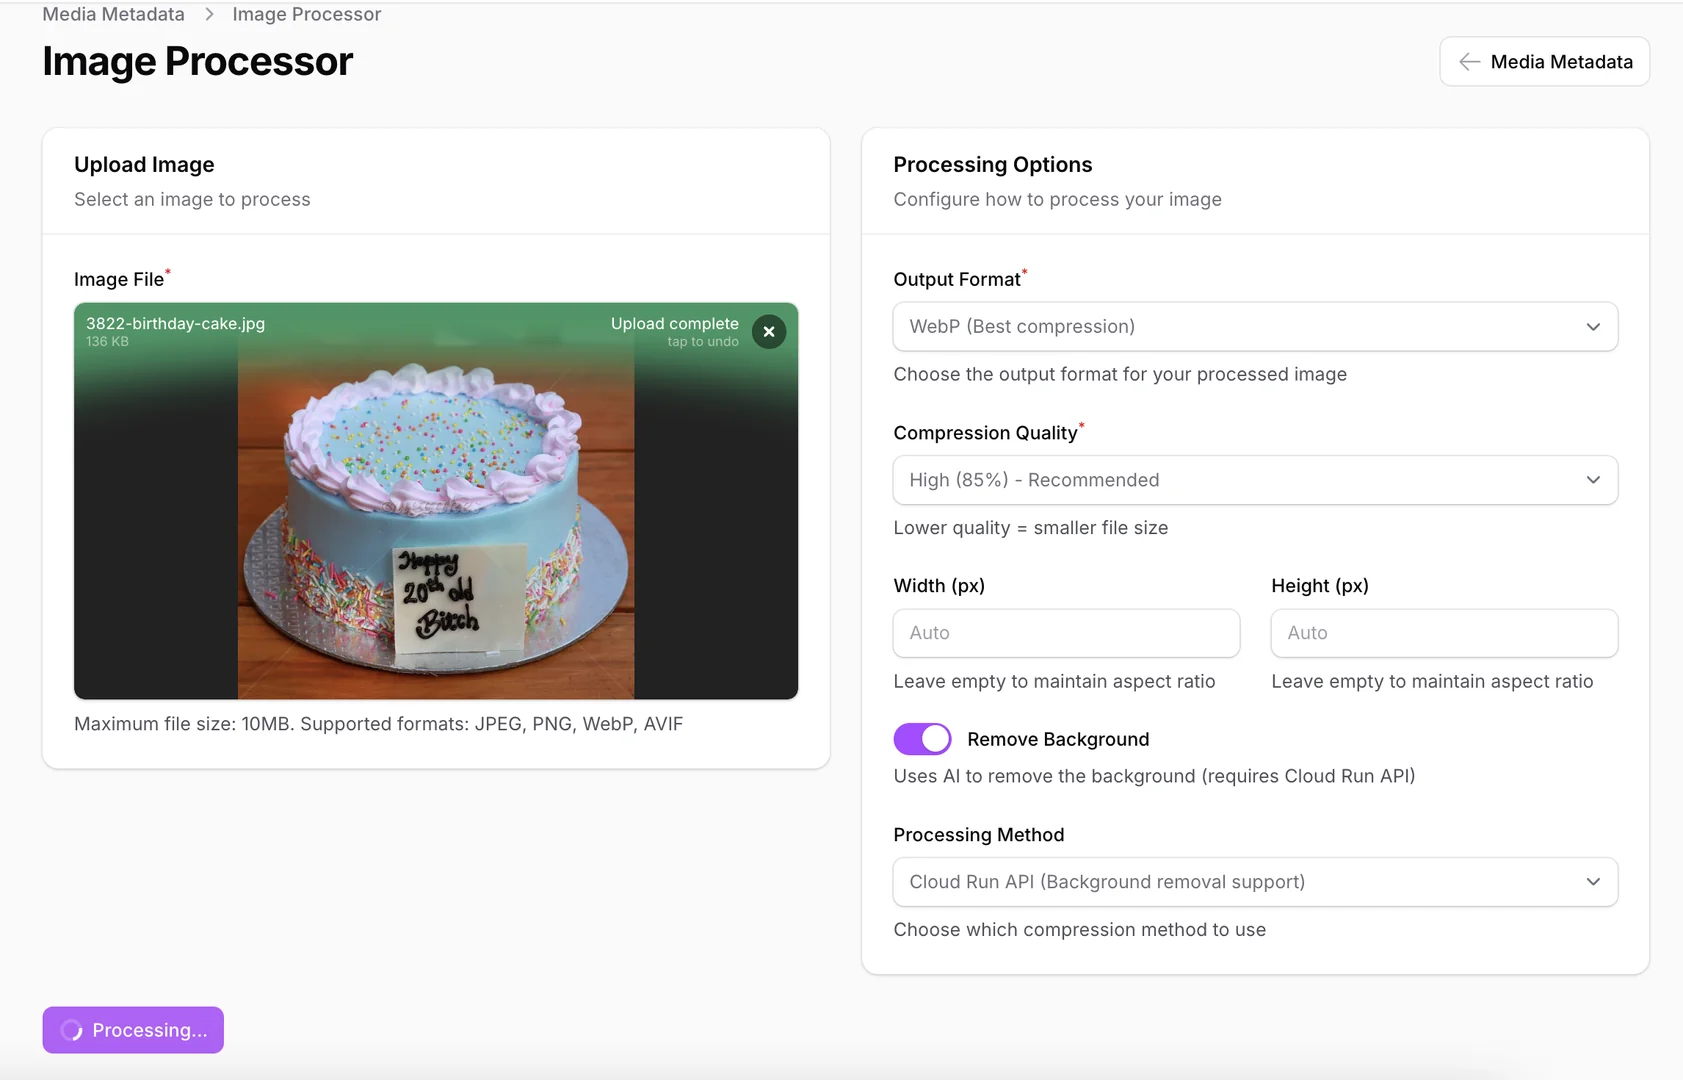 Media Metadata > Image Processor
Image Processor
Media Metadata
Upload Image
Select an image to process
Image File*
3822-birthday-cake.jpg
136 KB
Upload complete
tap to undo
Happy
20th old
Bitch
Maximum file size: 10MB. Supported formats: JPEG, PNG, WebP, AVIF
Processing Options
Configure how to process your image
Output Format*
WebP (Best compression)
Choose the output format for your processed image
Compression Quality*
High (85%) - Recommended
Lower quality = smaller file size
Width (px)
Auto
Leave empty to maintain aspect ratio
Height (px)
Auto
Leave empty to maintain aspect ratio
Remove Background
Uses AI to remove the background (requires Cloud Run API)
Processing Method
Cloud Run API (Background removal support)
Choose which compression method to use
Processing...